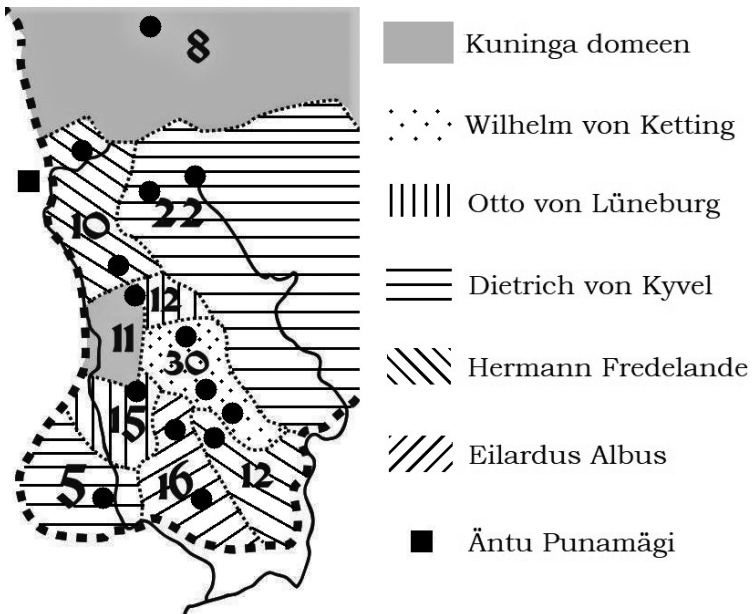 8
Kuninga domeen
Wilhelm von Ketting
Otto von Lüneburg
22
10
Dietrich von Kyvel
12
11
30
Hermann Fredelande
15
Eilardus Albus
5
16
12
Äntu Punamägi